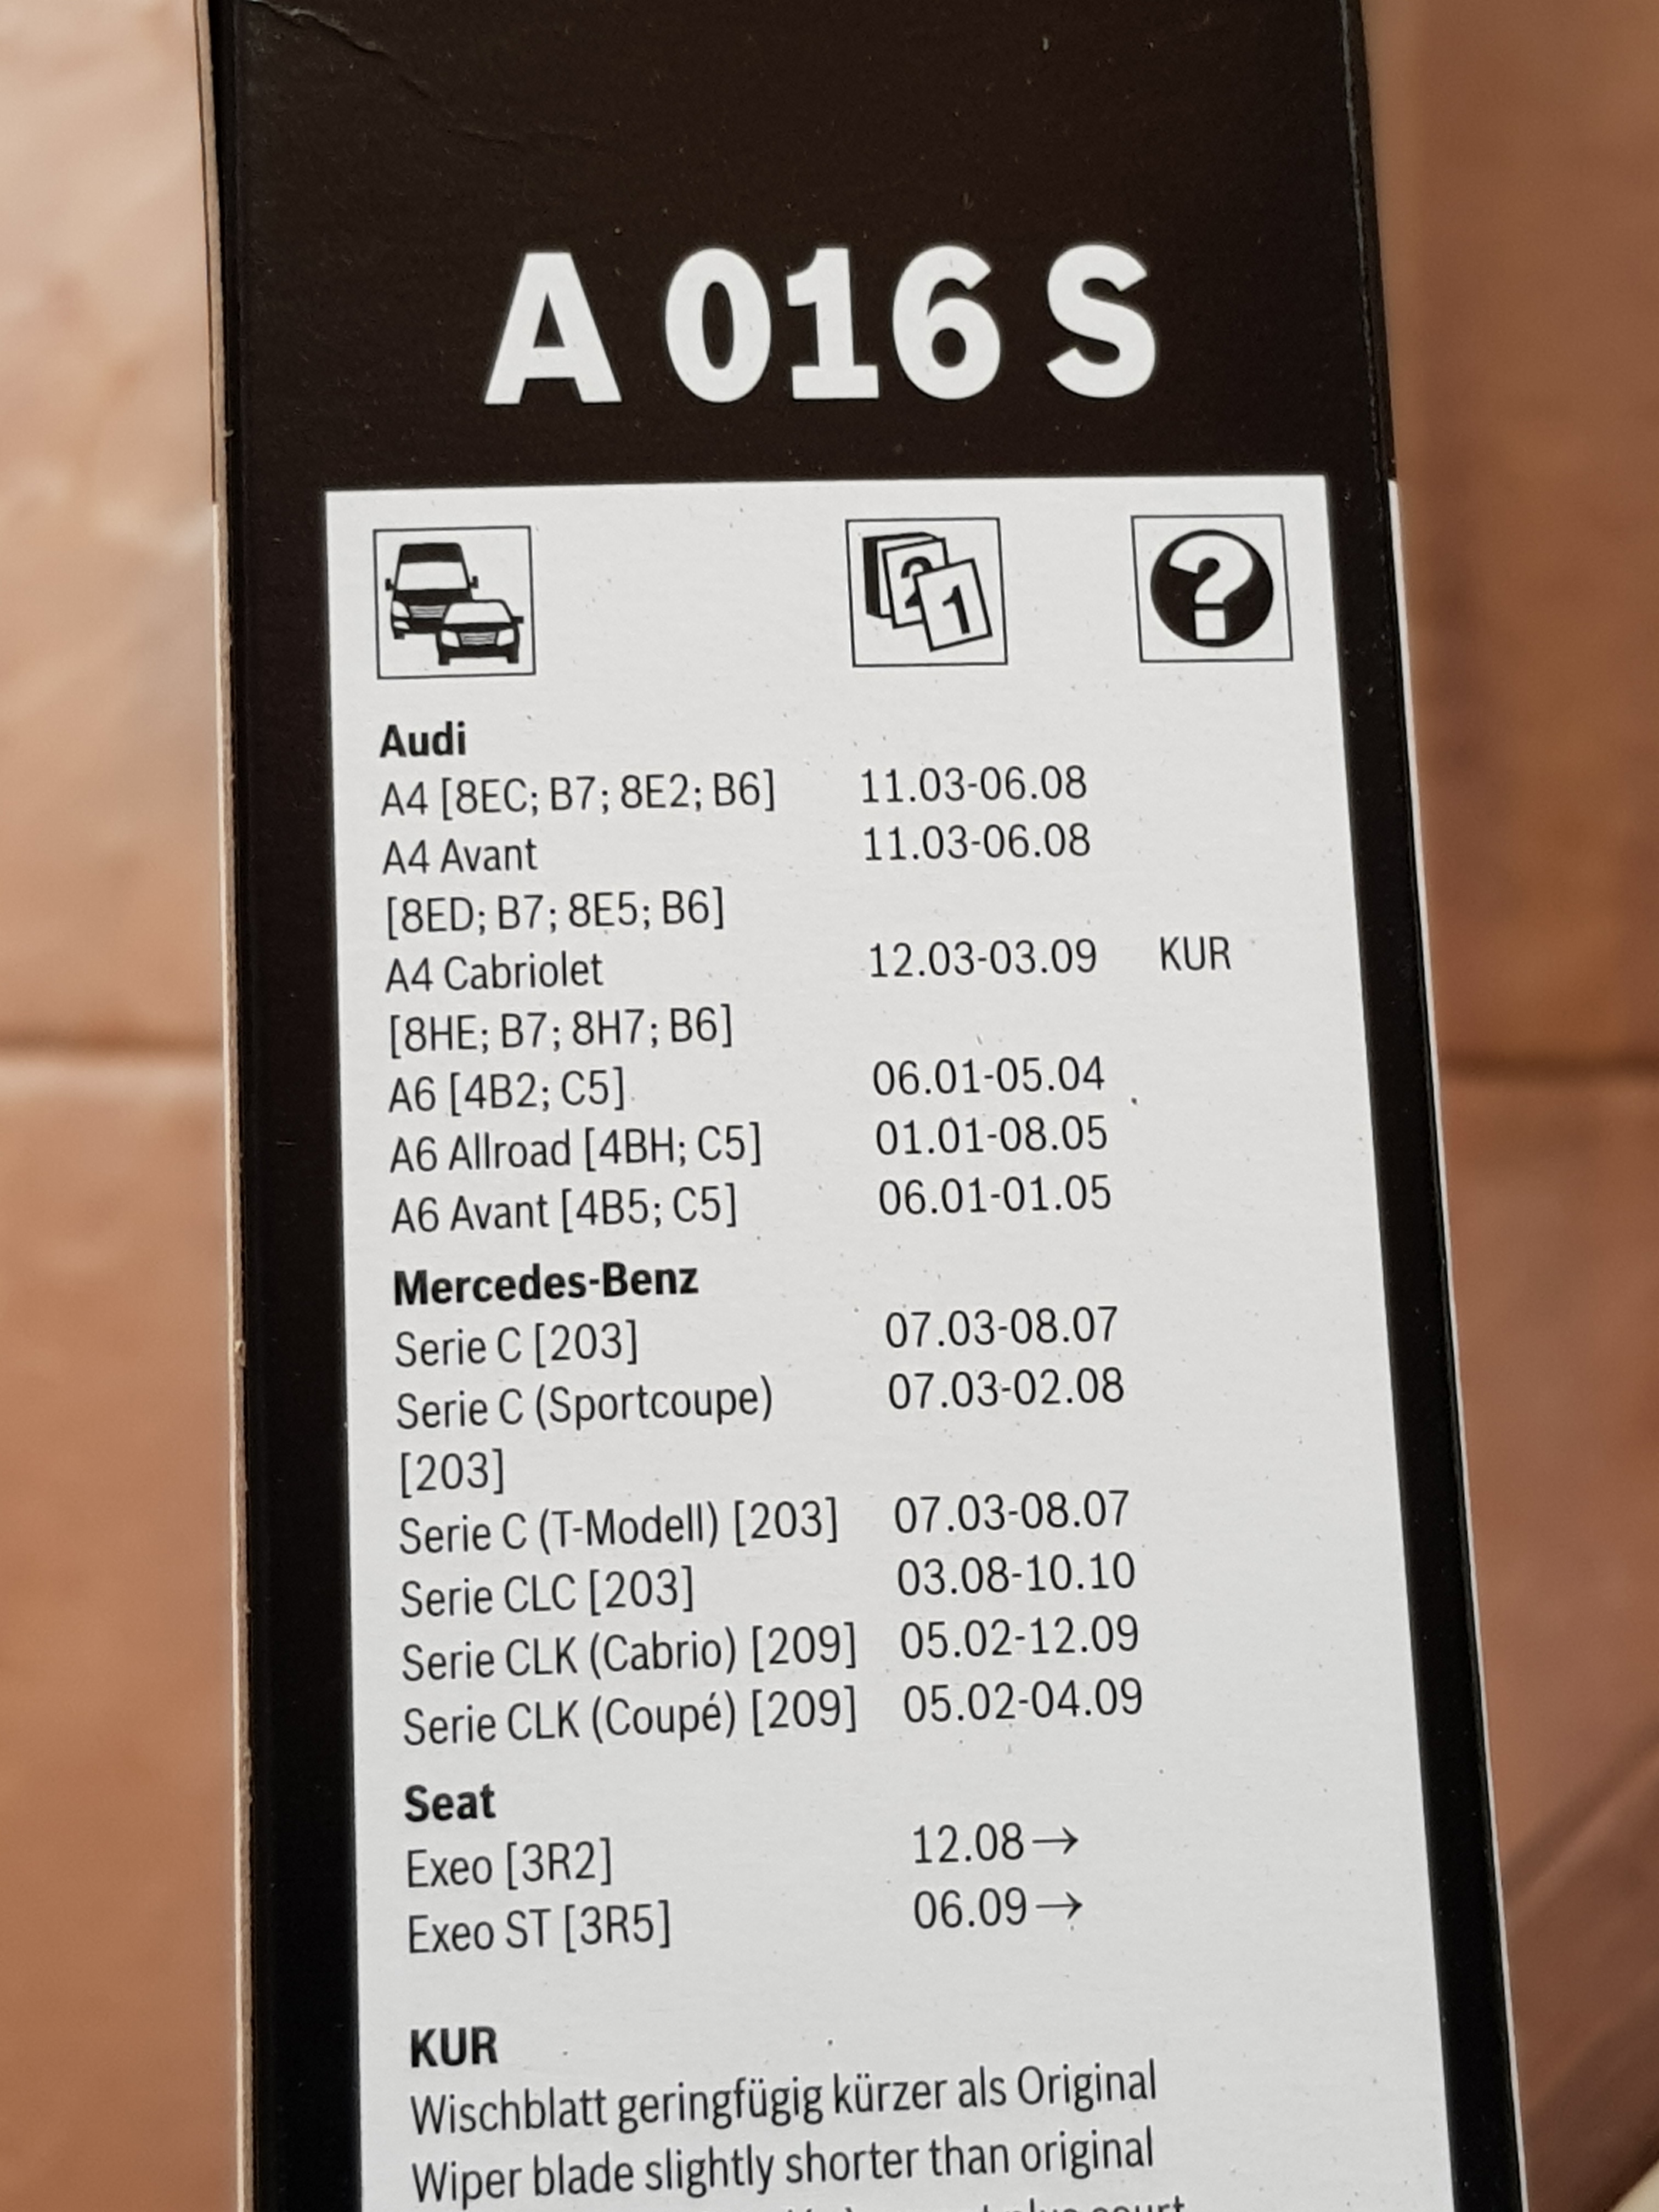 A 016 S
2 1 ?
Audi
A4 [8EC; B7; 8E2; B6] 11.03-06.08
A4 Avant 11.03-06.08
[8ED; B7; 8E5; B6]
A4 Cabriolet 12.03-03.09 KUR
[8HE; B7; 8H7; B6]
A6 [4B2; C5] 06.01-05.04
A6 Allroad [4BH; C5] 01.01-08.05
A6 Avant [4B5; C5] 06.01-01.05
Mercedes-Benz
Serie C [203] 07.03-08.07
Serie C (Sportcoupe) 07.03-02.08
[203]
Serie C (T-Modell) [203] 07.03-08.07
Serie CLC [203] 03.08-10.10
Serie CLK (Cabrio) [209] 05.02-12.09
Serie CLK (Coupé) [209] 05.02-04.09
Seat
Exeo [3R2] 12.08→
Exeo ST [3R5] 06.09→
KUR
Wischblatt geringfügig kürzer als Original
Wiper blade slightly shorter than original